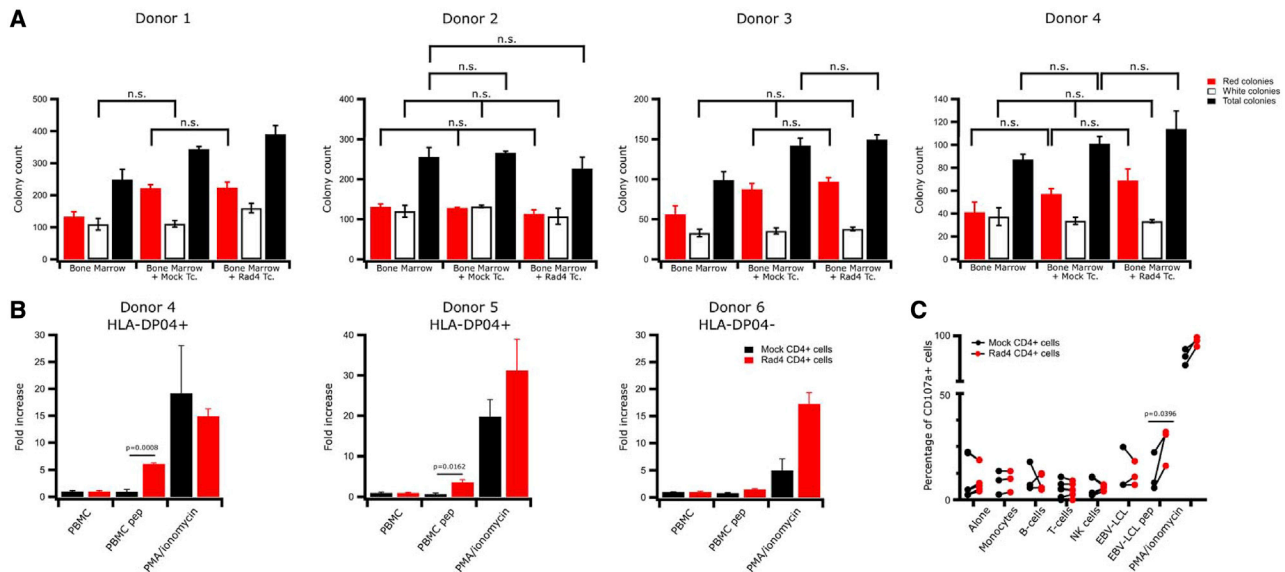 A
Donor 1
Donor 2
Donor 3
Donor 4
n.s.
n.s.
Colony count
500
400
300
200
100
0
Bone Marrow
Bone Marrow
+ Mock Tc.
Bone Marrow
+ Rad4 Tc.
n.s.
n.s.
n.s.
n.s.
Colony count
400
300
200
100
0
Bone Marrow
Bone Marrow
+ Mock Tc.
Bone Marrow
+ Rad4 Tc.
n.s.
n.s.
n.s.
Colony count
200
150
100
50
0
Bone Marrow
Bone Marrow
+ Mock Tc.
Bone Marrow
+ Rad4 Tc.
n.s.
n.s.
n.s.
n.s.
n.s.
Colony count
140
120
100
80
60
40
20
0
Bone Marrow
Bone Marrow
+ Mock Tc.
Bone Marrow
+ Rad4 Tc.
Red colonies
White colonies
Total colonies
B
Donor 4
HLA-DP04+
Fold increase
30
25
20
15
10
5
0
p=0.0008
PBMC
PBMC pep
PMA/ionomycin
Donor 5
HLA-DP04+
Fold increase
40
30
20
10
0
p=0.0162
PBMC
PBMC pep
PMA/ionomycin
Donor 6
HLA-DP04-
Mock CD4+ cells
Rad4 CD4+ cells
Fold increase
30
25
20
15
10
5
0
PBMC
PBMC pep
PMA/ionomycin
C
Mock CD4+ cells
Rad4 CD4+ cells
Percentage of CD107a+ cells
100
50
50
0
p=0.0396
Alone
Monocytes
B-cells
T-cells
NK cells
EBV-LCL
EBV-LCL pep
PMA/ionomycin